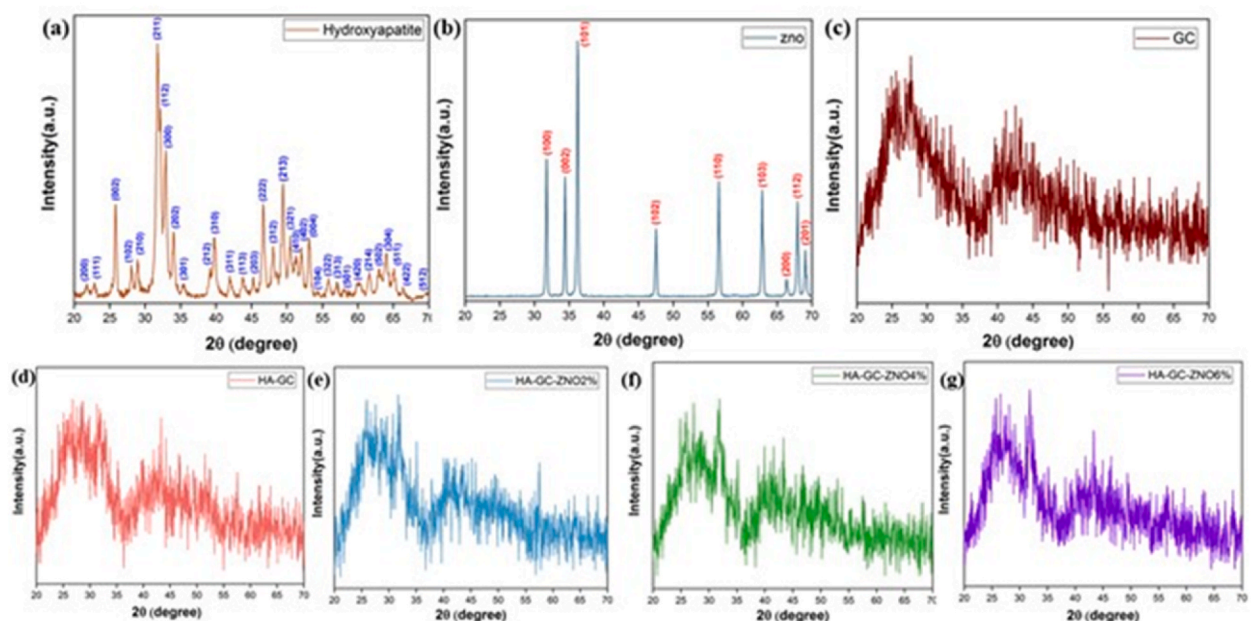 (a)
Hydroxyapatite
Intensity(a.u.)
(200)
(111)
(002)
(102)
(210)
(211)
(112)
(300)
(202)
(301)
(212)
(310)
(311)
(113)
(203)
(222)
(312)
(213)
(321)
(410)
(402)
(004)
(104)
(322)
(313)
(501)
(420)
(214)
(502)
(304)
(511)
(422)
(512)
20 25 30 35 40 45 50 55 60 65 70
2θ (degree)
(b)
zno
Intensity(a.u.)
(100)
(002)
(101)
(102)
(110)
(103)
(200)
(112)
(201)
20 25 30 35 40 45 50 55 60 65 70
2θ (degree)
(c)
GC
Intensity(a.u.)
20 25 30 35 40 45 50 55 60 65 70
2θ (degree)
(d)
HA-GC
Intensity(a.u.)
20 25 30 35 40 45 50 55 60 65 70
2θ (degree)
(e)
HA-GC-ZNO2%
Intensity(a.u.)
20 25 30 35 40 45 50 55 60 65 70
2θ (degree)
(f)
HA-GC-ZNO4%
Intensity(a.u.)
20 25 30 35 40 45 50 55 60 65 70
2θ (degree)
(g)
HA-GC-ZNO6%
Intensity(a.u.)
20 25 30 35 40 45 50 55 60 65 70
2θ (degree)